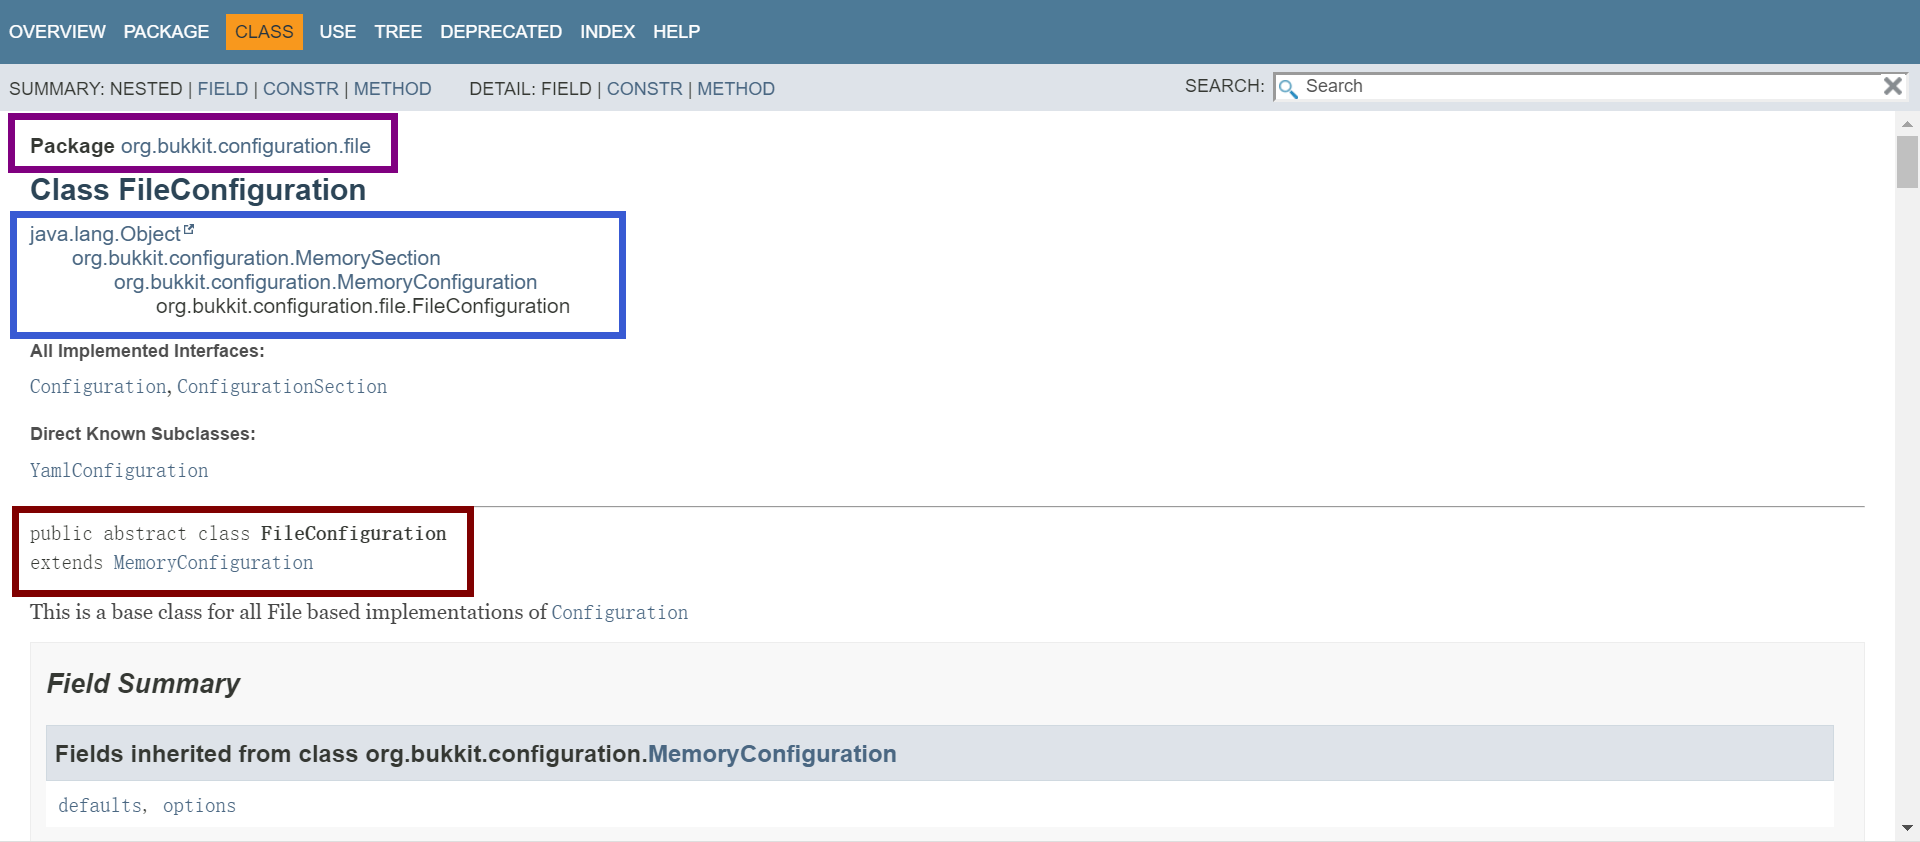 OVERVIEW PACKAGE CLASS USE TREE DEPRECATED INDEX HELP
SUMMARY: NESTED | FIELD | CONSTR | METHOD DETAIL: FIELD | CONSTR | METHOD SEARCH: Search
Package org.bukkit.configuration.file
Class FileConfiguration
java.lang.Object
org.bukkit.configuration.MemorySection
org.bukkit.configuration.MemoryConfiguration
org.bukkit.configuration.file.FileConfiguration
All Implemented Interfaces:
Configuration, ConfigurationSection
Direct Known Subclasses:
YamlConfiguration
public abstract class FileConfiguration
extends MemoryConfiguration
This is a base class for all File based implementations of Configuration
Field Summary
Fields inherited from class org.bukkit.configuration.MemoryConfiguration
defaults, options